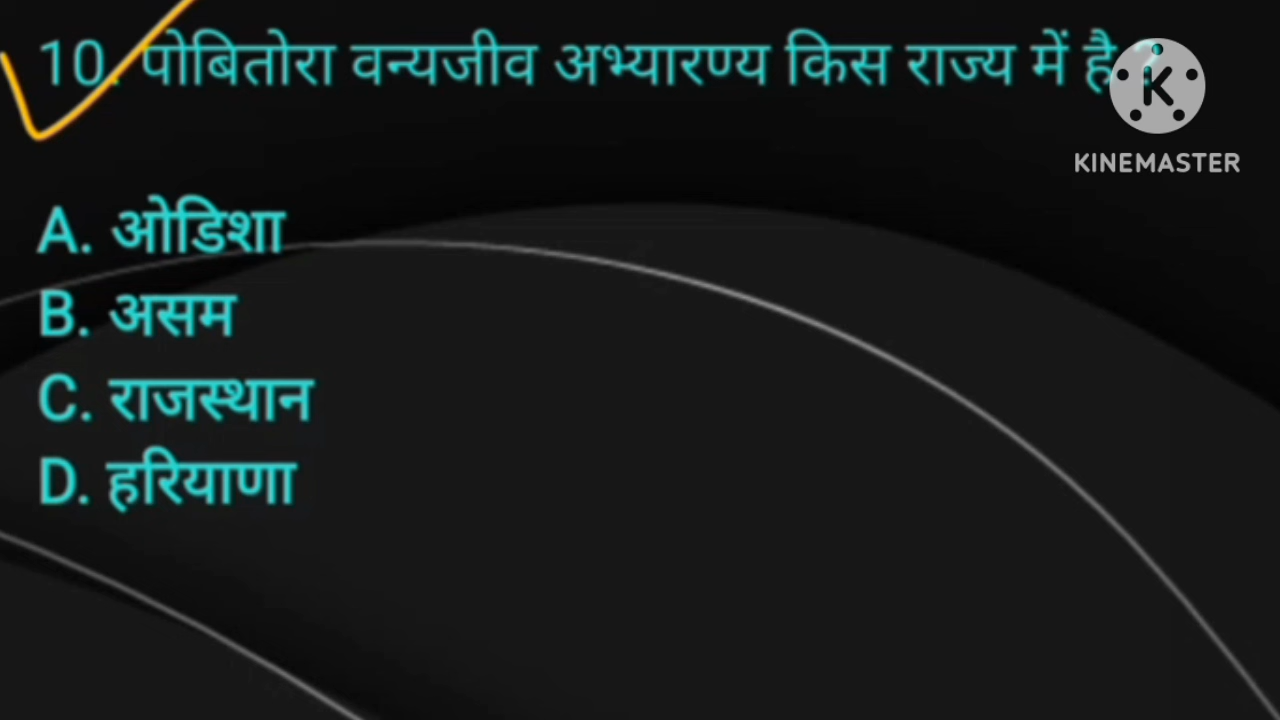 10. पोबितोरा वन्यजीव अभ्यारण्य किस राज्य में है ?
KINEMASTER
A. ओडिशा
B. असम
C. राजस्थान
D. हरियाणा